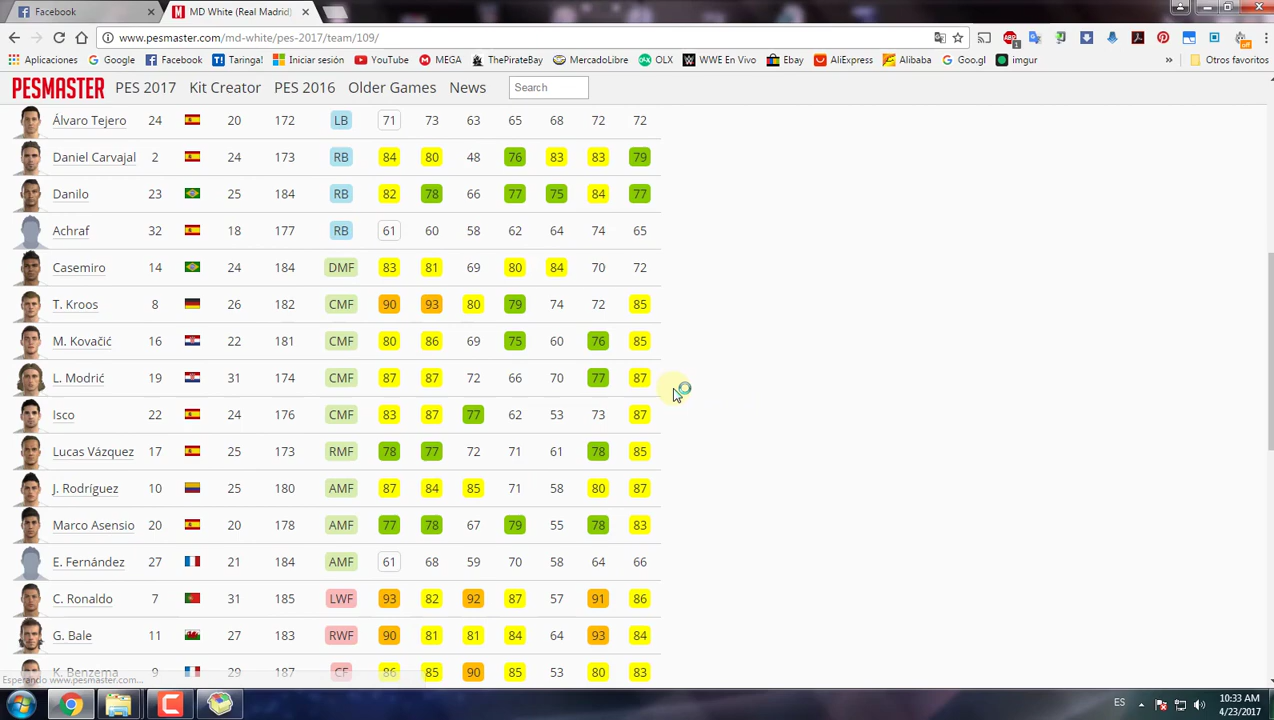 Facebook × MD White (Real Madrid) ×
www.pesmaster.com/md-white/pes-2017/team/109/
Aplicaciones Google Facebook Taringa! Iniciar sesión YouTube MEGA ThePirateBay MercadoLibre OLX WWE En Vivo Ebay AliExpress Alibaba Goo.gl imgur » Otros favoritos
PESMASTER PES 2017 Kit Creator PES 2016 Older Games News Search
Álvaro Tejero 24 20 172 LB 71 73 63 65 68 72 72
Daniel Carvajal 2 24 173 RB 84 80 48 76 83 83 79
Danilo 23 25 184 RB 82 78 66 77 75 84 77
Achraf 32 18 177 RB 61 60 58 62 64 74 65
Casemiro 14 24 184 DMF 83 81 69 80 84 70 72
T. Kroos 8 26 182 CMF 90 93 80 79 74 72 85
M. Kovačić 16 22 181 CMF 80 86 69 75 60 76 85
L. Modrić 19 31 174 CMF 87 87 72 66 70 77 87
Isco 22 24 176 CMF 83 87 77 62 53 73 87
Lucas Vázquez 17 25 173 RMF 78 77 72 71 61 78 85
J. Rodríguez 10 25 180 AMF 87 84 85 71 58 80 87
Marco Asensio 20 20 178 AMF 77 78 67 79 55 78 83
E. Fernández 27 21 184 AMF 61 68 59 70 58 64 66
C. Ronaldo 7 31 185 LWF 93 82 92 87 57 91 86
G. Bale 11 27 183 RWF 90 81 81 84 64 93 84
K. Benzema 9 29 187 CF 86 85 90 85 53 80 83
Esperando www.pesmaster.com...
ES 10:33 AM
4/23/2017